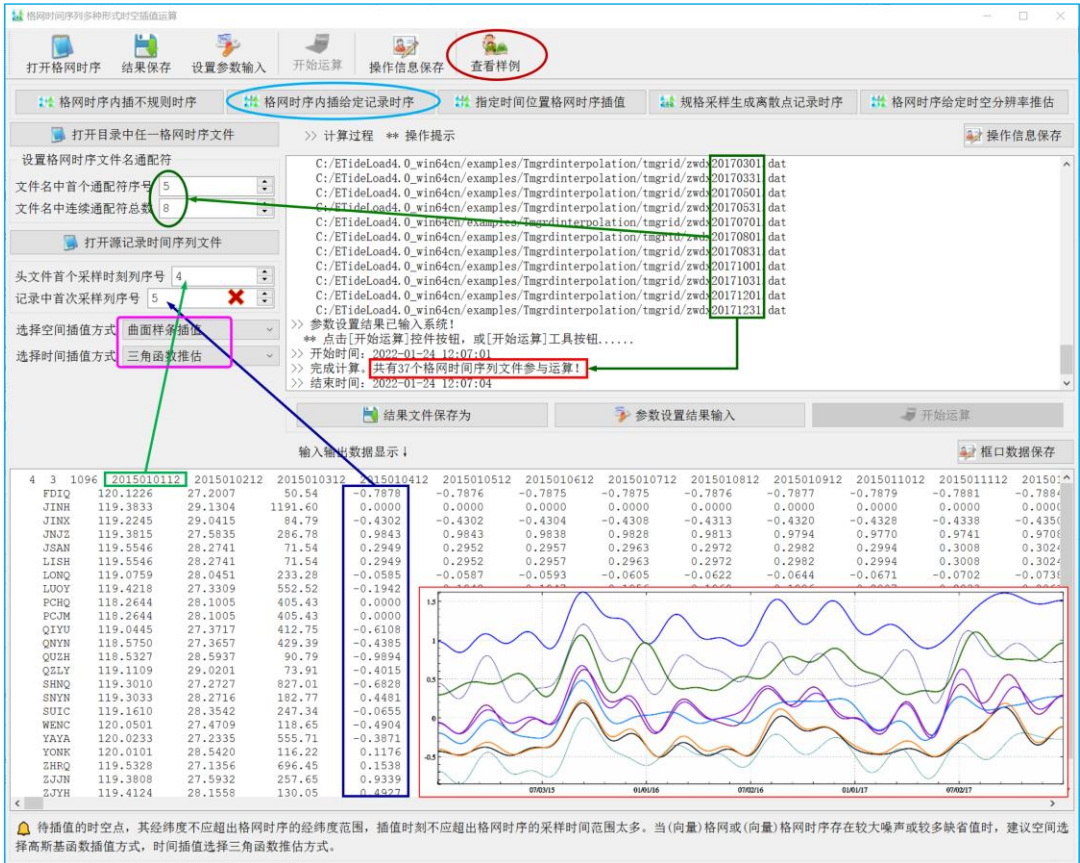 格网时间序列多种形式时空插值运算
打开格网时序 结果保存 设置参数输入 开始运算 操作信息保存 查看样例
格网时序内插不规则时序 格网时序内插给定记录时序 指定时间位置格网时序插值 规格采样生成离散点记录时序 格网时序给定时空分辨率推估
打开目录中任一格网时序文件 >> 计算过程 ** 操作提示 操作信息保存
设置格网时序文件名通配符
文件名中首个通配符序号 5
文件名中连续通配符总数 8
打开源记录时间序列文件
头文件首个采样时刻列序号 4
记录中首次采样列序号 5
选择空间插值方式 曲面样条插值
选择时间插值方式 三角函数推估
C:/ETideLoad4.0_win64cn/examples/Tmgrdinterpolation/tmgrid/zwdx20170301.dat
C:/ETideLoad4.0_win64cn/examples/Tmgrdinterpolation/tmgrid/zwdx20170331.dat
C:/ETideLoad4.0_win64cn/examples/Tmgrdinterpolation/tmgrid/zwdx20170501.dat
C:/ETideLoad4.0_win64cn/examples/Tmgrdinterpolation/tmgrid/zwdx20170531.dat
C:/ETideLoad4.0_win64cn/examples/Tmgrdinterpolation/tmgrid/zwdx20170701.dat
C:/ETideLoad4.0_win64cn/examples/Tmgrdinterpolation/tmgrid/zwdx20170801.dat
C:/ETideLoad4.0_win64cn/examples/Tmgrdinterpolation/tmgrid/zwdx20170831.dat
C:/ETideLoad4.0_win64cn/examples/Tmgrdinterpolation/tmgrid/zwdx20171001.dat
C:/ETideLoad4.0_win64cn/examples/Tmgrdinterpolation/tmgrid/zwdx20171031.dat
C:/ETideLoad4.0_win64cn/examples/Tmgrdinterpolation/tmgrid/zwdx20171201.dat
C:/ETideLoad4.0_win64cn/examples/Tmgrdinterpolation/tmgrid/zwdx20171231.dat
>> 参数设置结果已输入系统!
** 点击[开始运算]控件按钮，或[开始运算]工具按钮......
>> 开始时间: 2022-01-24 12:07:01
>> 完成计算。共有37个格网时间序列文件参与运算!
>> 结束时间: 2022-01-24 12:07:04
结果文件保存为 参数设置结果输入 开始运算
输入输出数据显示↓ 框口数据保存
4 3 1096 2015010112 2015010212 2015010312 2015010412 2015010512 2015010612 2015010712 2015010812 2015010912 2015011012 2015011112
FDIQ 120.1226 27.2007 50.54 -0.7878 -0.7876 -0.7875 -0.7875 -0.7876 -0.7877 -0.7879 -0.7881 -0.788
JINH 119.3833 29.1304 1191.60 0.0000 0.0000 0.0000 0.0000 0.0000 0.0000 0.0000 0.0000 0.0000
JINX 119.2245 29.0415 84.79 -0.4302 -0.4302 -0.4304 -0.4308 -0.4313 -0.4320 -0.4328 -0.4338 -0.4350
JNJZ 119.3815 27.5835 286.78 0.9843 0.9843 0.9838 0.9828 0.9813 0.9794 0.9770 0.9741 0.9708
JSAN 119.5546 28.2741 71.54 0.2949 0.2952 0.2957 0.2963 0.2972 0.2982 0.2994 0.3008 0.3024
LISH 119.5546 28.2741 71.54 0.2949 0.2952 0.2957 0.2963 0.2972 0.2982 0.2994 0.3008 0.3024
LONQ 119.0759 28.0451 233.28 -0.0585 -0.0587 -0.0593 -0.0605 -0.0622 -0.0644 -0.0671 -0.0702 -0.0738
LUOY 119.4218 27.3309 552.52 -0.1942
PCHQ 118.2644 28.1005 405.43 0.0000
PCJM 118.2644 28.1005 405.43 0.0000
QIYU 119.0445 27.3717 412.75 -0.6108
QNYN 118.5750 27.3657 429.39 -0.4385
QUZH 118.5327 28.5937 90.79 -0.9894
QZLY 119.1109 29.0201 73.91 -0.4015
SHNQ 119.3010 27.2727 827.01 -0.6828
SNYN 119.3033 28.2716 182.77 0.4481
SUIC 119.1610 28.3542 247.34 -0.0655
WENC 120.0501 27.4709 118.65 -0.4904
YAYA 120.0233 27.2335 555.71 -0.3871
YONK 120.0101 28.5420 116.22 0.1176
ZHRQ 119.5328 27.1356 696.45 0.1538
ZJJN 119.3808 27.5932 257.65 0.9339
ZJYH 119.4124 28.1558 130.05 0.4927
1.5
1
0.5
0
-0.5
07/03/15 01/01/16 07/02/16 01/01/17 07/02/17
待插值的时空点，其经纬度不应超出格网时序的经纬度范围，插值时刻不应超出格网时序的采样时间范围太多。当(向量)格网或(向量)格网时序存在较大噪声或较多缺省值时，建议空间选
择高斯基函数插值方式，时间插值选择三角函数推估方式。